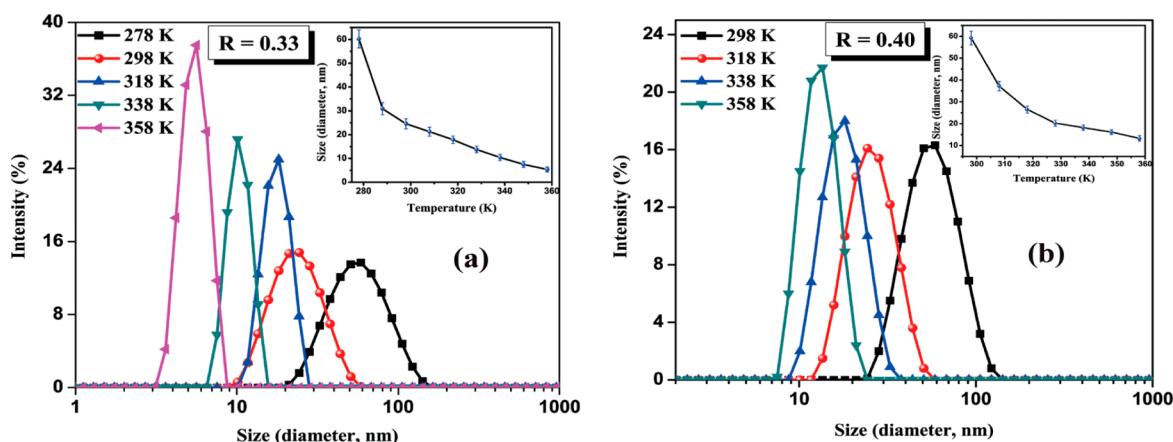 40
32
24
16
8
0
Intensity (%)
278 K
298 K
318 K
338 K
358 K
R = 0.33
Size (diameter, nm)
60
50
40
30
20
10
0
280
300
320
340
360
Temperature (K)
(a)
1
10
100
1000
Size (diameter, nm)
24
20
16
12
8
4
0
Intensity (%)
298 K
318 K
338 K
358 K
R = 0.40
Size (diameter, nm)
60
50
40
30
20
10
0
300
310
320
330
340
350
360
Temperature (K)
(b)
10
100
1000
Size (diameter, nm)